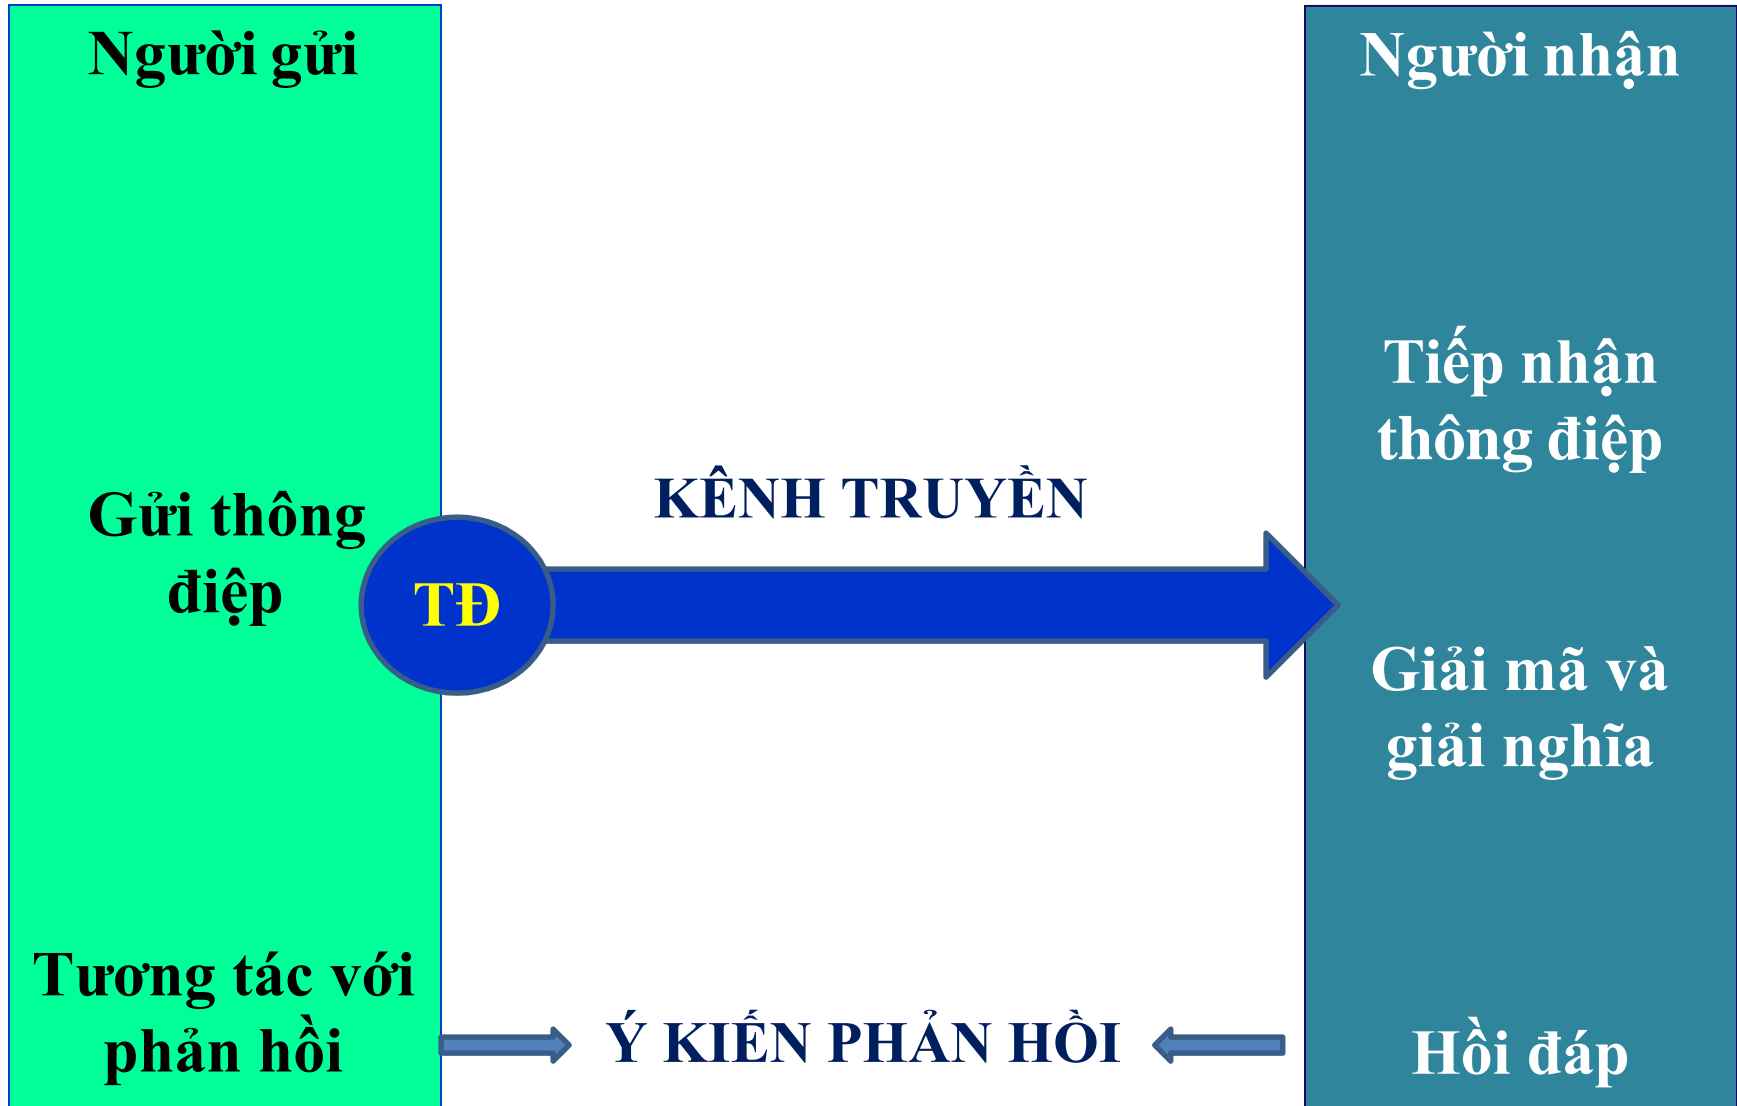 Người gửi
Gửi thông
điệp
Tương tác với
phản hồi
TĐ
KÊNH TRUYỀN
Ý KIẾN PHẢN HỒI
Người nhận
Tiếp nhận
thông điệp
Giải mã và
giải nghĩa
Hồi đáp